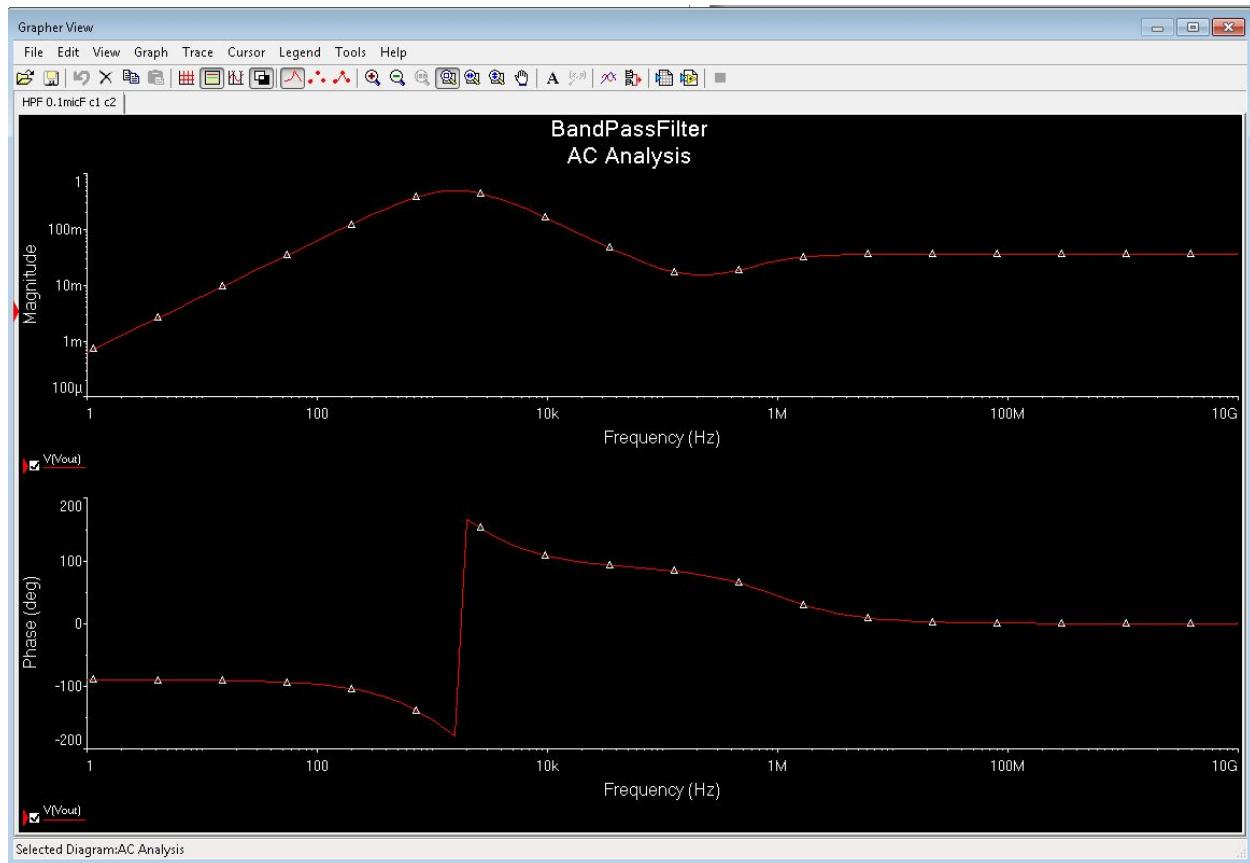 Grapher View
File Edit View Graph Trace Cursor Legend Tools Help
A
HPF 0.1micF c1 c2
BandPassFilter
AC Analysis
1
100m
10m
1m
100µ
Magnitude
1 100 10k 1M 100M 10G
Frequency (Hz)
V(Vout)
200
100
0
-100
-200
Phase (deg)
1 100 10k 1M 100M 10G
Frequency (Hz)
V(Vout)
Selected Diagram:AC Analysis